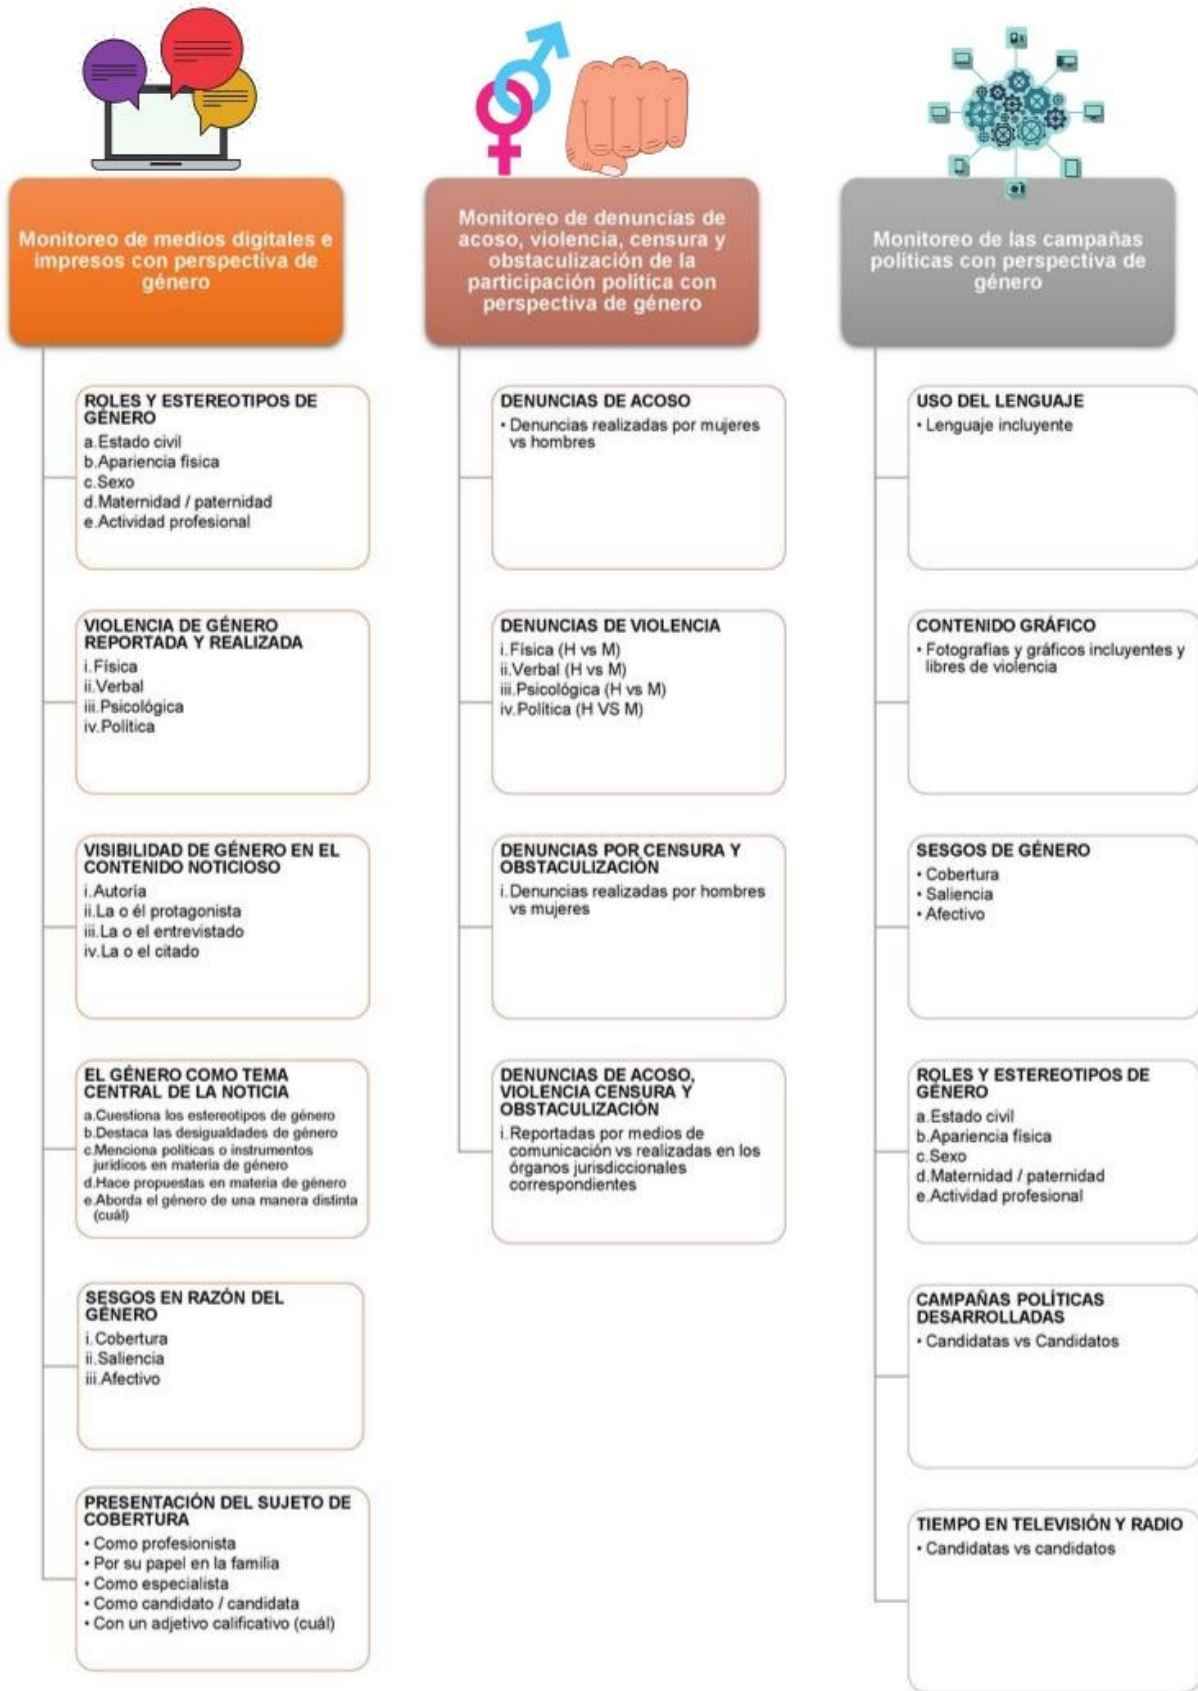 Monitoreo de medios digitales e
impresos con perspectiva de
género
ROLES Y ESTEREOTIPOS DE
GÉNERO
a.Estado civil
b.Apariencia física
c.Sexo
d.Maternidad / paternidad
e.Actividad profesional
VIOLENCIA DE GÉNERO
REPORTADA Y REALIZADA
i.Física
ii.Verbal
iii.Psicológica
iv.Política
VISIBILIDAD DE GÉNERO EN EL
CONTENIDO NOTICIOSO
i.Autoría
ii.La o él protagonista
iii.La o el entrevistado
iv.La o el citado
EL GÉNERO COMO TEMA
CENTRAL DE LA NOTICIA
a.Cuestiona los estereotipos de género
b.Destaca las desigualdades de género
c.Menciona políticas o instrumentos
jurídicos en materia de género
d.Hace propuestas en materia de género
e.Aborda el género de una manera distinta
(cuál)
SESGOS EN RAZÓN DEL
GÉNERO
i.Cobertura
ii.Saliencia
iii.Afectivo
PRESENTACIÓN DEL SUJETO DE
COBERTURA
• Como profesionista
• Por su papel en la familia
• Como especialista
• Como candidato / candidata
• Con un adjetivo calificativo (cuál)
Monitoreo de denuncias de
acoso, violencia, censura y
obstaculización de la
participación política con
perspectiva de género
DENUNCIAS DE ACOSO
• Denuncias realizadas por mujeres
vs hombres
DENUNCIAS DE VIOLENCIA
i.Física (H vs M)
ii.Verbal (H vs M)
iii.Psicológica (H vs M)
iv.Política (H VS M)
DENUNCIAS POR CENSURA Y
OBSTACULIZACIÓN
i.Denuncias realizadas por hombres
vs mujeres
DENUNCIAS DE ACOSO,
VIOLENCIA CENSURA Y
OBSTACULIZACIÓN
i.Reportadas por medios de
comunicación vs realizadas en los
órganos jurisdiccionales
correspondientes
Monitoreo de las campañas
políticas con perspectiva de
género
USO DEL LENGUAJE
• Lenguaje incluyente
CONTENIDO GRÁFICO
• Fotografías y gráficos incluyentes y
libres de violencia
SESGOS DE GÉNERO
• Cobertura
• Saliencia
• Afectivo
ROLES Y ESTEREOTIPOS DE
GÉNERO
a.Estado civil
b.Apariencia física
c.Sexo
d.Maternidad / paternidad
e.Actividad profesional
CAMPAÑAS POLÍTICAS
DESARROLLADAS
• Candidatas vs Candidatos
TIEMPO EN TELEVISIÓN Y RADIO
• Candidatas vs candidatos